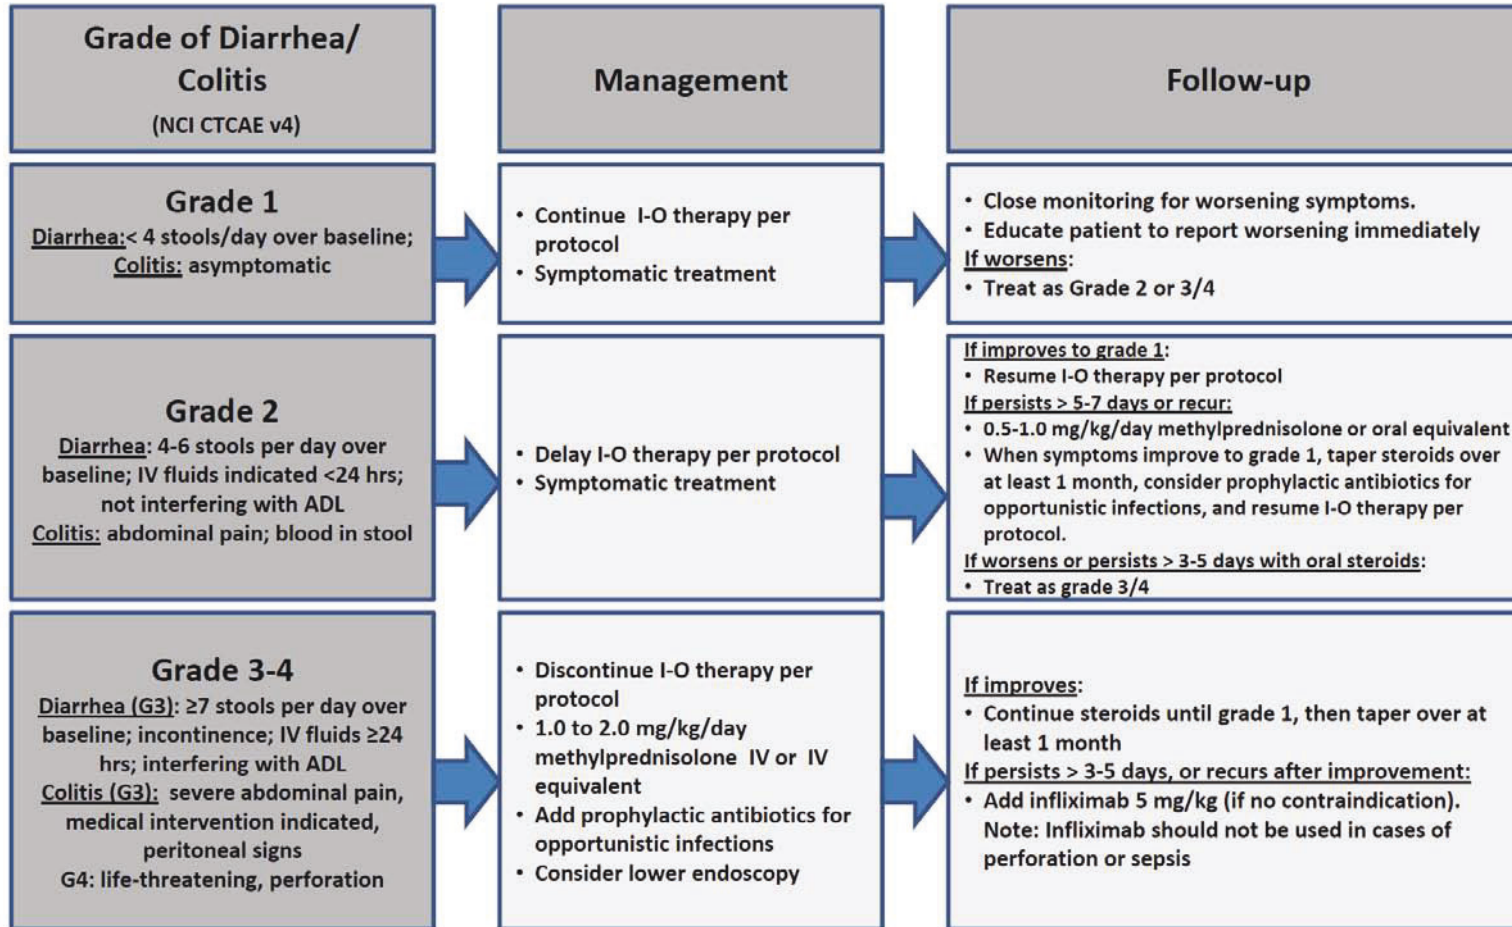 Grade of Diarrhea/
Colitis
(NCI CTCAE v4)
Management
Follow-up
Grade 1
Diarrhea:< 4 stools/day over baseline;
Colitis: asymptomatic
• Continue I-O therapy per
protocol
• Symptomatic treatment
• Close monitoring for worsening symptoms.
• Educate patient to report worsening immediately
If worsens:
• Treat as Grade 2 or 3/4
Grade 2
Diarrhea: 4-6 stools per day over
baseline; IV fluids indicated <24 hrs;
not interfering with ADL
Colitis: abdominal pain; blood in stool
• Delay I-O therapy per protocol
• Symptomatic treatment
If improves to grade 1:
• Resume I-O therapy per protocol
If persists > 5-7 days or recur:
• 0.5-1.0 mg/kg/day methylprednisolone or oral equivalent
• When symptoms improve to grade 1, taper steroids over
at least 1 month, consider prophylactic antibiotics for
opportunistic infections, and resume I-O therapy per
protocol.
If worsens or persists > 3-5 days with oral steroids:
• Treat as grade 3/4
Grade 3-4
Diarrhea (G3): ≥7 stools per day over
baseline; incontinence; IV fluids ≥24
hrs; interfering with ADL
Colitis (G3): severe abdominal pain,
medical intervention indicated,
peritoneal signs
G4: life-threatening, perforation
• Discontinue I-O therapy per
protocol
• 1.0 to 2.0 mg/kg/day
methylprednisolone IV or IV
equivalent
• Add prophylactic antibiotics for
opportunistic infections
• Consider lower endoscopy
If improves:
• Continue steroids until grade 1, then taper over at
least 1 month
If persists > 3-5 days, or recurs after improvement:
• Add infliximab 5 mg/kg (if no contraindication).
Note: Infliximab should not be used in cases of
perforation or sepsis